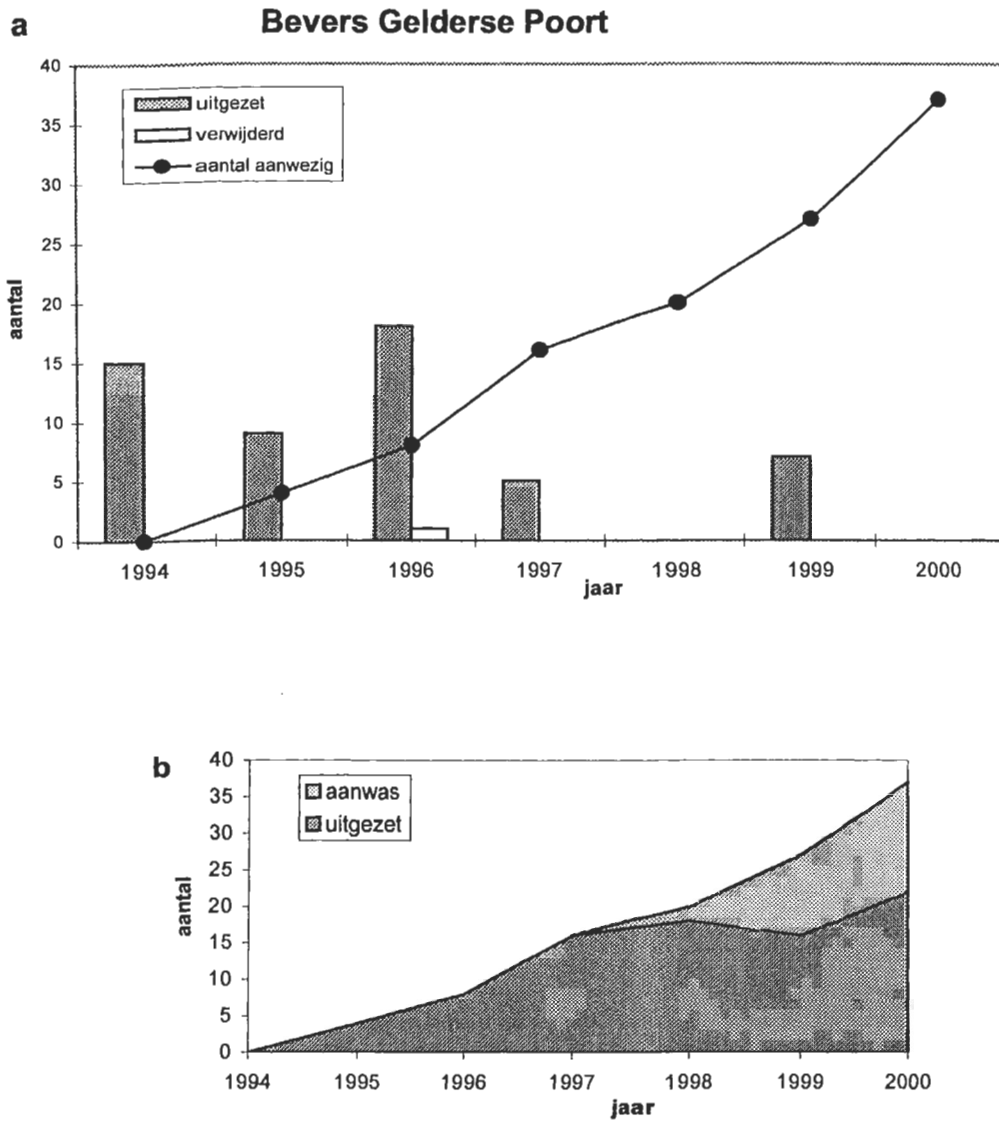 a
Bevers Gelderse Poort
40
35
30
25
20
15
10
5
0
aantal
uitgezet
verwijderd
aantal aanwezig
1994 1995 1996 1997 1998 1999 2000
jaar
b
40
35
30
25
20
15
10
5
0
aantal
aanwas
uitgezet
1994 1995 1996 1997 1998 1999 2000
jaar